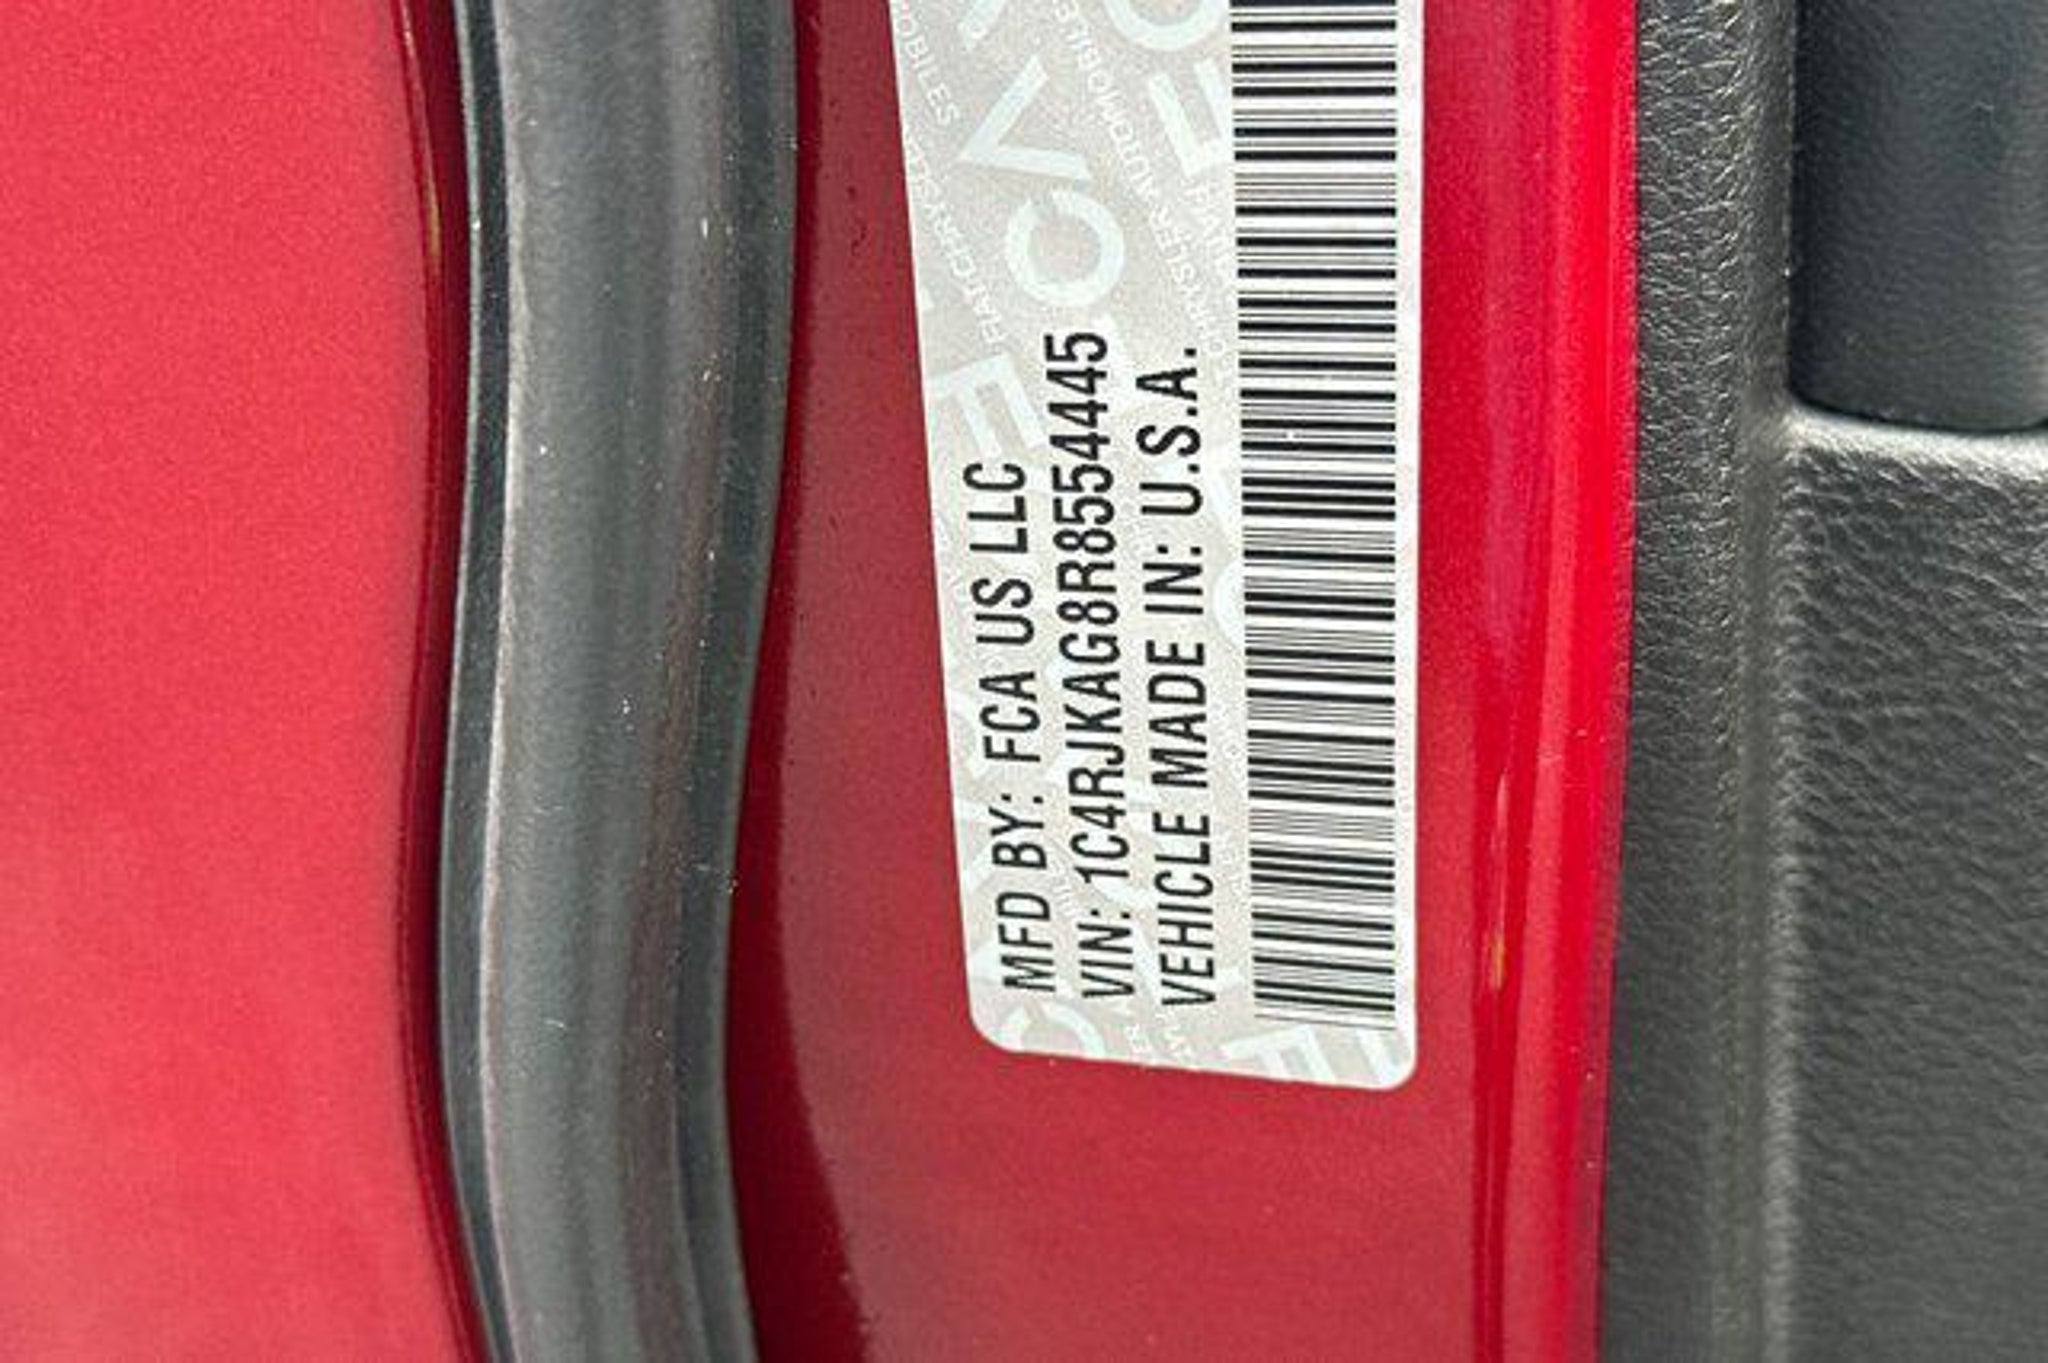 MFD BY: FCA US LLC
VIN: 1C4RJKAG8R8554445
VEHICLE MADE IN: U.S.A.